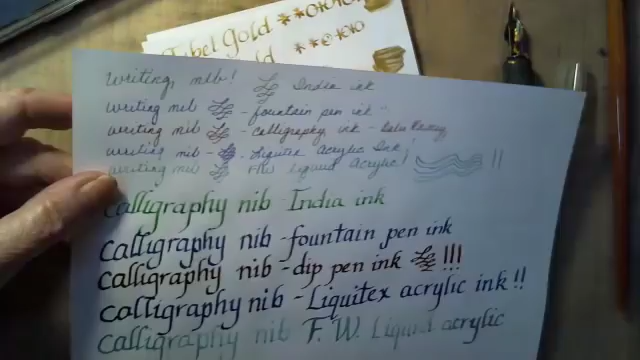 Label Gold
writing, nib! India ink
writing nib - fountain pen ink
writing nib - calligraphy ink -
writing nib - Liquitex Acrylic Ink!
writing nib FW Liquid Acrylic! !!
calligraphy nib - India ink
calligraphy nib - fountain pen ink
calligraphy nib - dip pen ink !!!
calligraphy nib - Liquitex acrylic ink!!
calligraphy nib F.W. Liquid acrylic